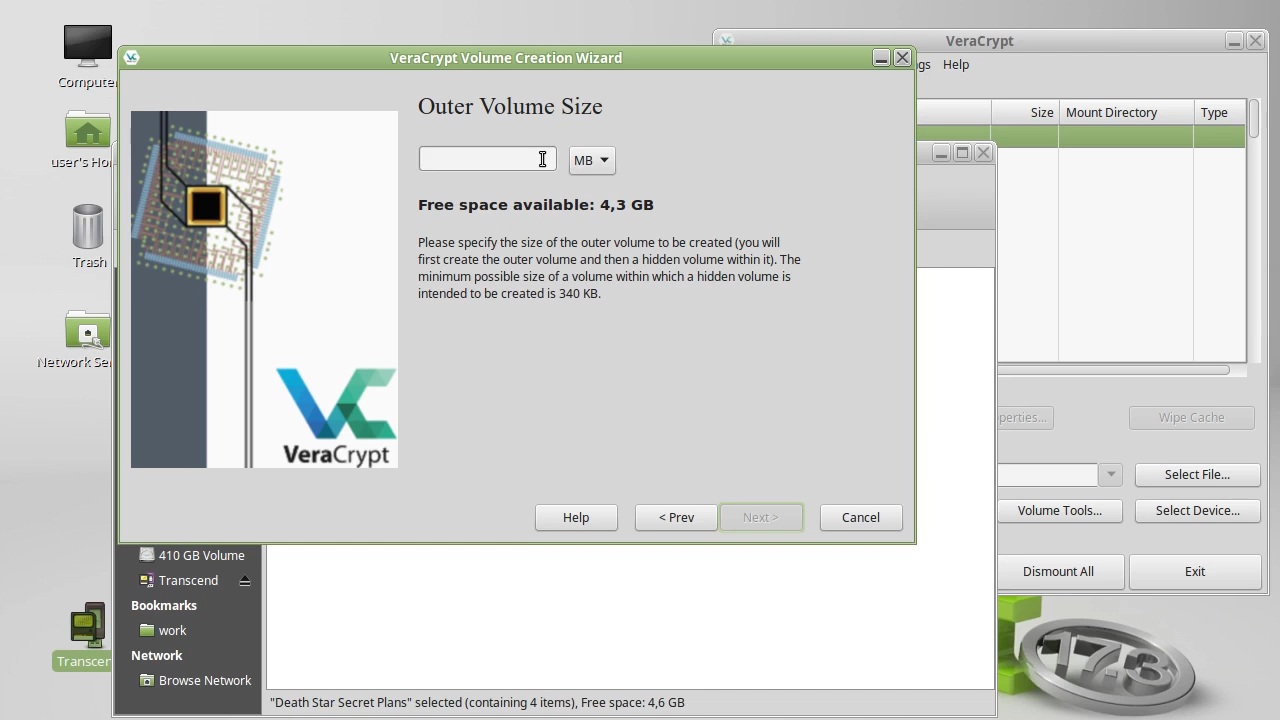 VeraCrypt
VeraCrypt Volume Creation Wizard
Help
Computer
Outer Volume Size
Size
Mount Directory
Type
MB
user's Ho
Free space available: 4,3 GB
Please specify the size of the outer volume to be created (you will
first create the outer volume and then a hidden volume within it). The
minimum possible size of a volume within which a hidden volume is
intended to be created is 340 KB.
Trash
Network Se
VeraCrypt
perties...
Wipe Cache
Select File...
Help
< Prev
Next >
Cancel
Volume Tools...
Select Device...
410 GB Volume
Transcend
Dismount All
Exit
Bookmarks
work
Network
Transcen
Browse Network
17.3
"Death Star Secret Plans" selected (containing 4 items), Free space: 4,6 GB